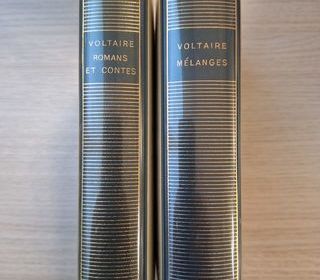 VOLTAIRE
ROMANS
ET CONTES
VOLTAIRE
MÉLANGES